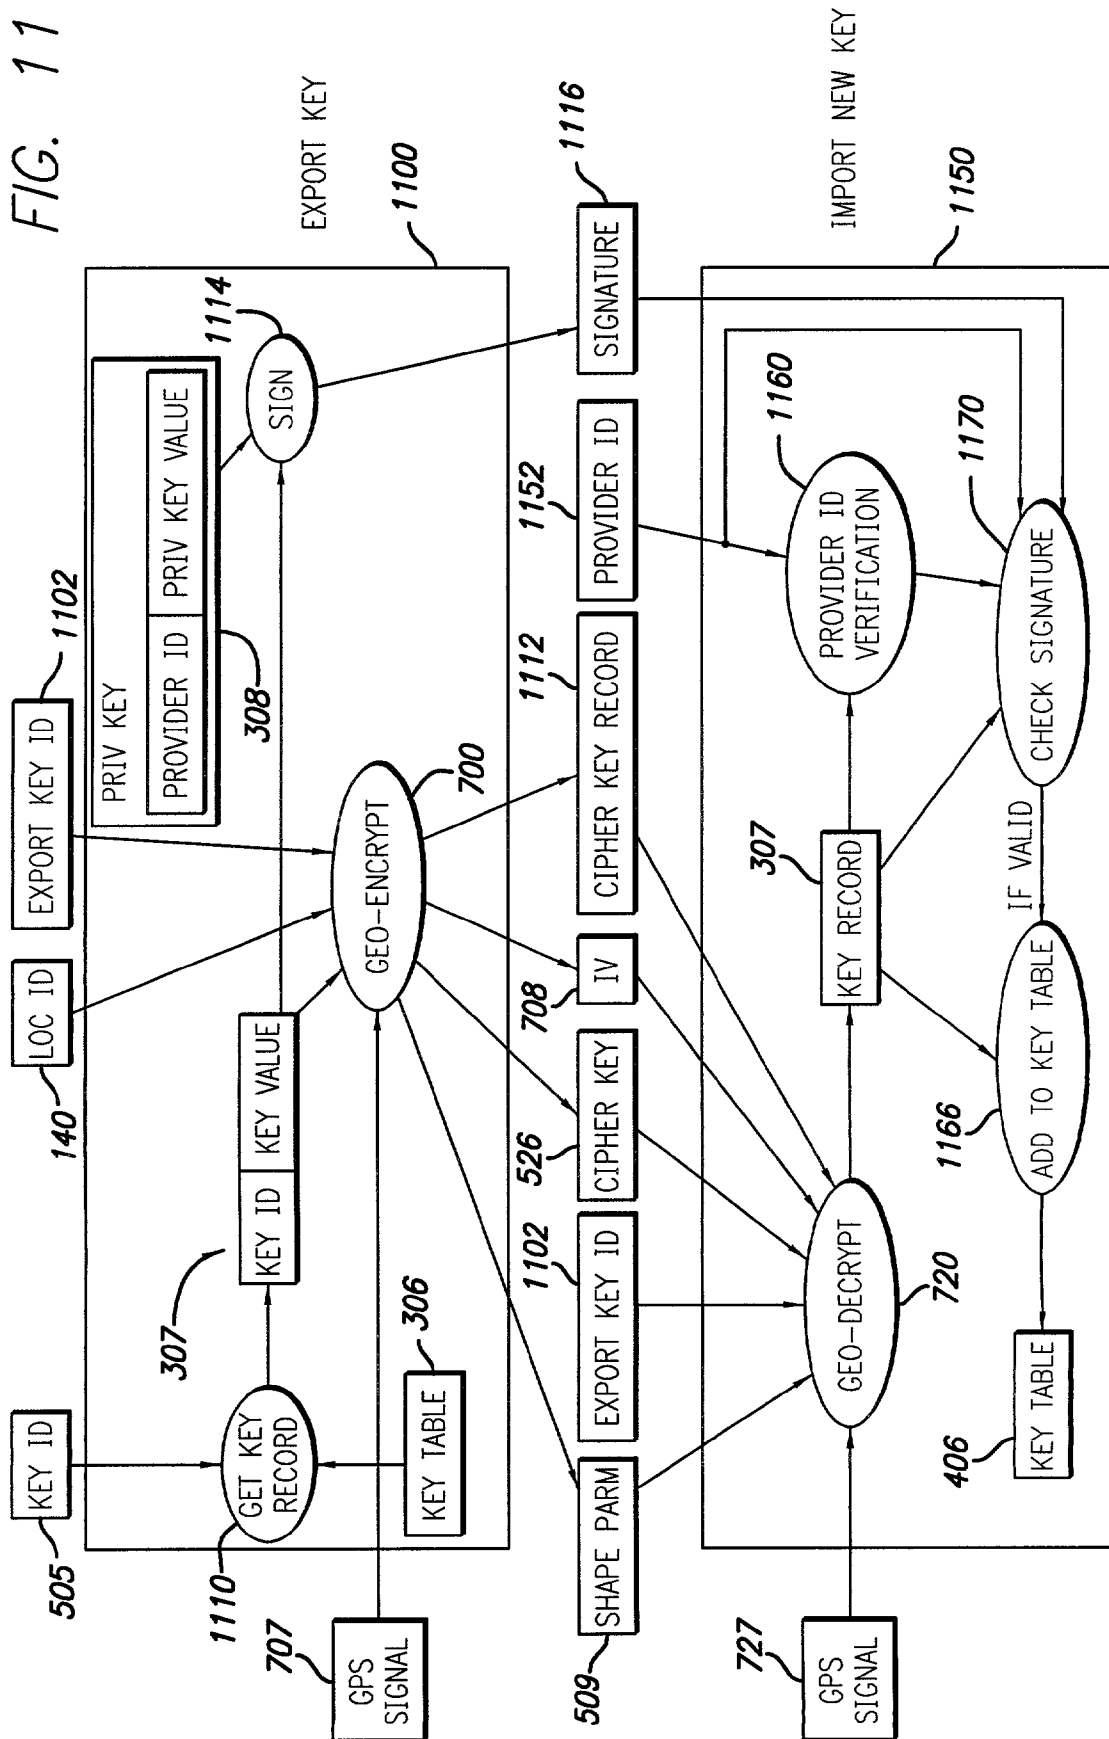 FIG. 11
KEY ID
505
LOC ID
140
EXPORT KEY ID
1102
EXPORT KEY
1100
PRIV KEY
PROVIDER ID
PRIV KEY VALUE
308
SIGN
1114
GET KEY
RECORD
1110
307
KEY ID
KEY VALUE
KEY TABLE
306
GPS
SIGNAL
707
GEO-ENCRYPT
700
SHAPE PARM
509
EXPORT KEY ID
1102
CIPHER KEY
526
IV
708
CIPHER KEY RECORD
1112
PROVIDER ID
1152
SIGNATURE
1116
IMPORT NEW KEY
1150
GPS
SIGNAL
727
GEO-DECRYPT
720
KEY RECORD
307
PROVIDER ID
VERIFICATION
1160
KEY TABLE
406
ADD TO KEY TABLE
1166
IF VALID
CHECK SIGNATURE
1170